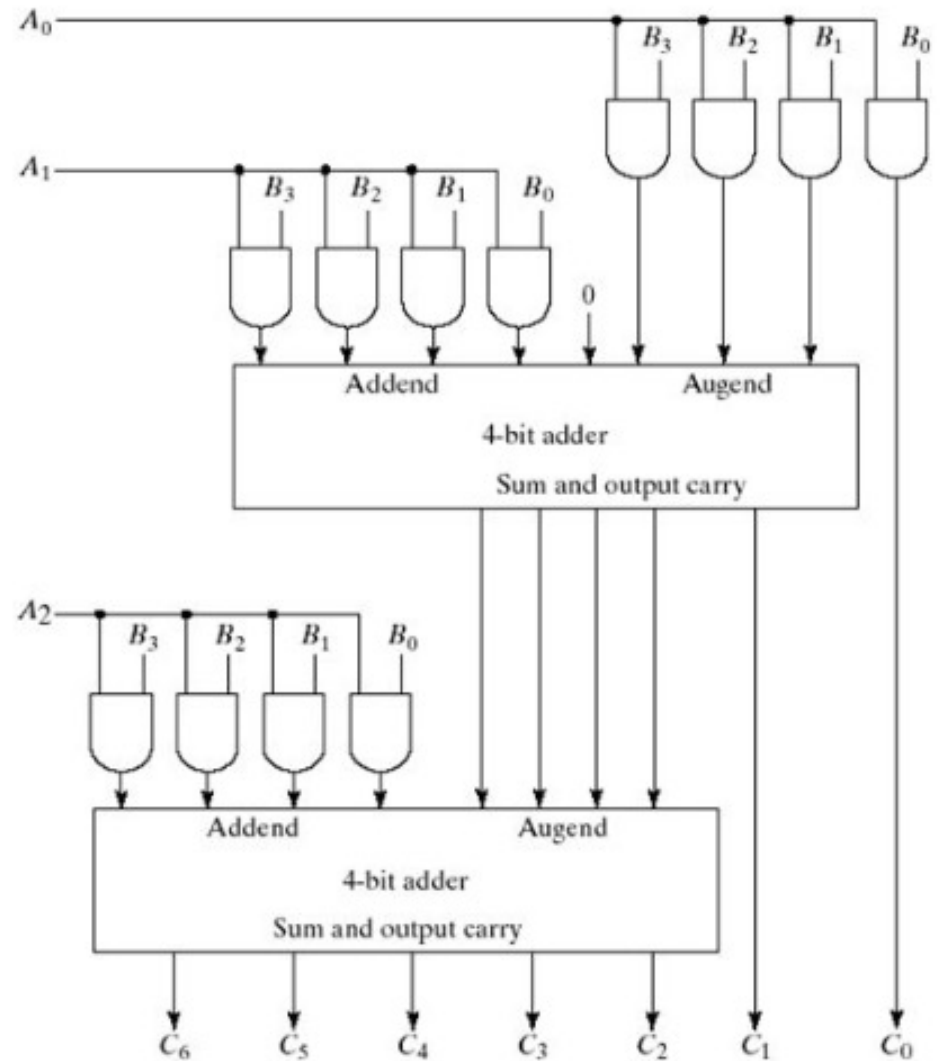 A₀
B₃ B₂ B₁ B₀
A₁
B₃ B₂ B₁ B₀
0
Addend Augend
4-bit adder
Sum and output carry
A₂
B₃ B₂ B₁ B₀
Addend Augend
4-bit adder
Sum and output carry
C₆ C₅ C₄ C₃ C₂ C₁ C₀